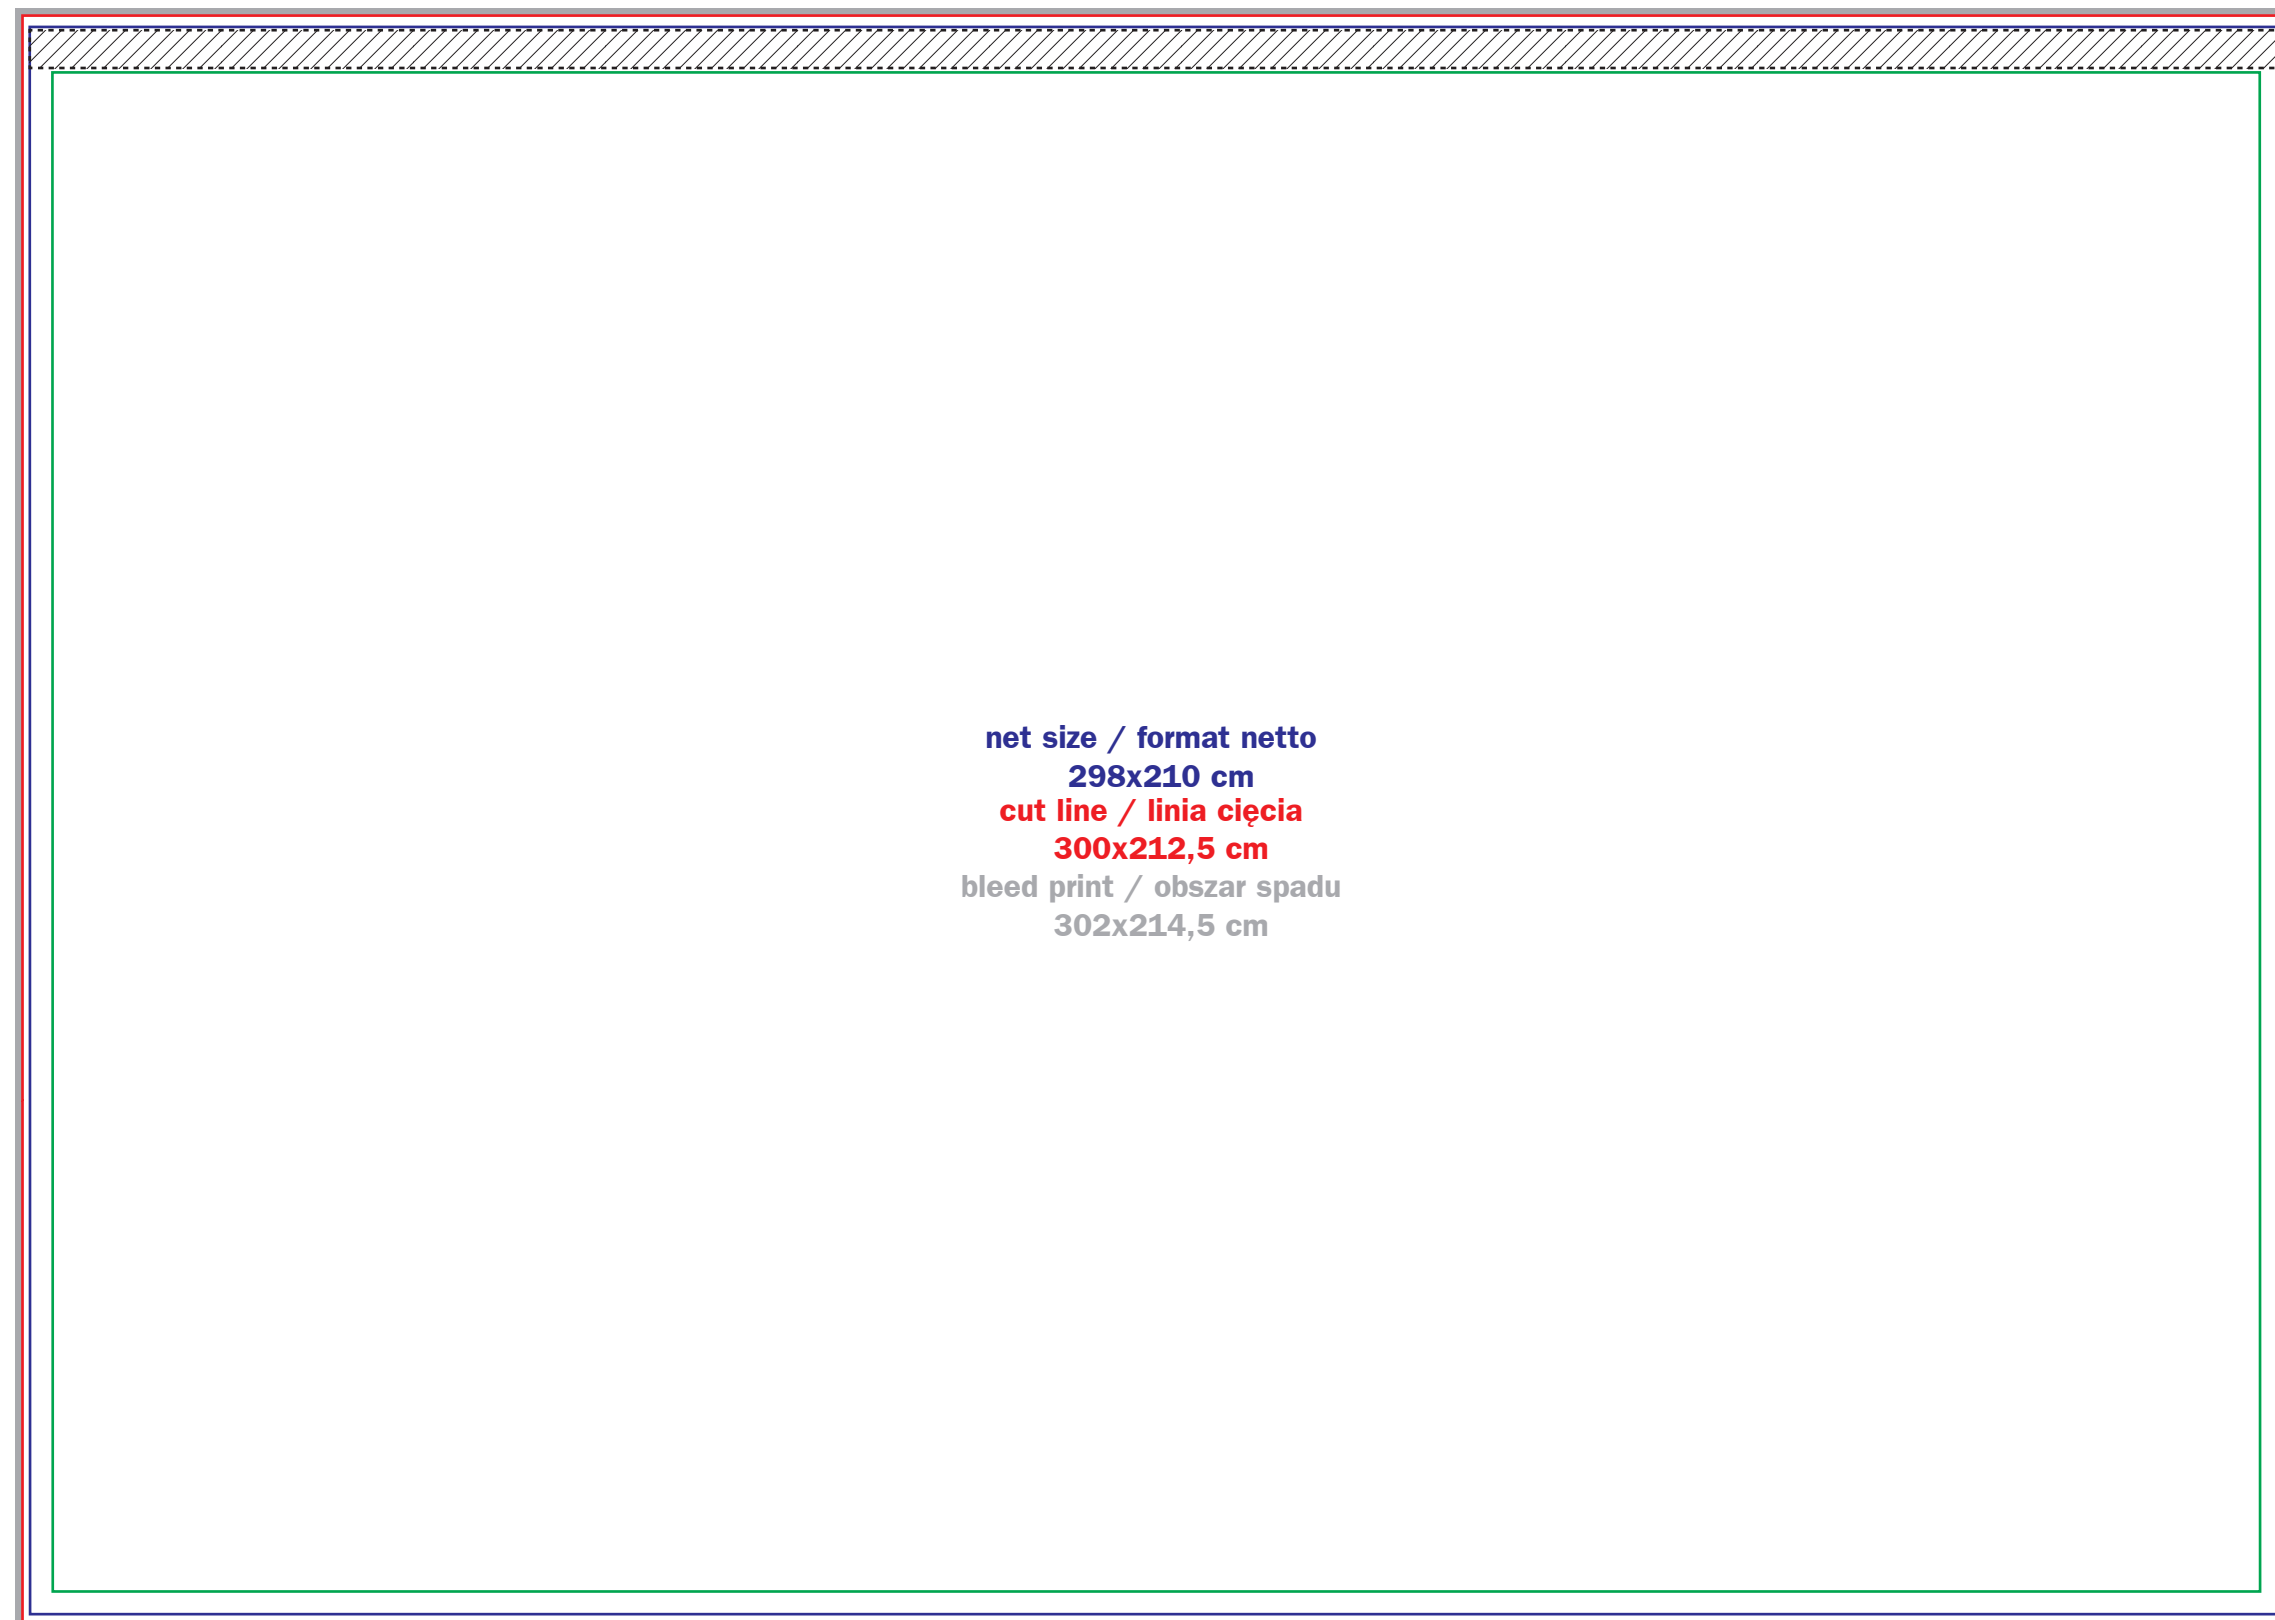 net size / format netto
298x210 cm
cut line / linia cięcia
300x212,5 cm
bleed print / obszar spadu
302x214,5 cm